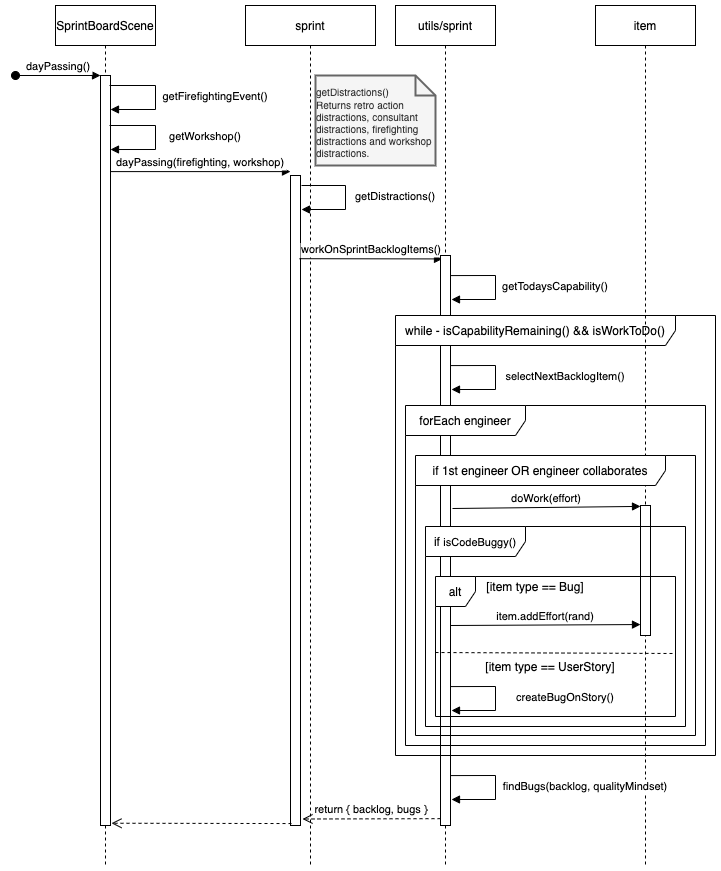 SprintBoardScene
sprint
utils/sprint
item
dayPassing()
getFirefightingEvent()
getDistractions()
Returns retro action
distractions, consultant
distractions, firefighting
distractions and workshop
distractions.
getWorkshop()
dayPassing(firefighting, workshop)
getDistractions()
workOnSprintBacklogItems()
getTodaysCapability()
while - isCapabilityRemaining() && isWorkToDo()
selectNextBacklogItem()
forEach engineer
if 1st engineer OR engineer collaborates
doWork(effort)
if isCodeBuggy()
alt
[item type == Bug]
item.addEffort(rand)
[item type == UserStory]
createBugOnStory()
findBugs(backlog, qualityMindset)
return { backlog, bugs }